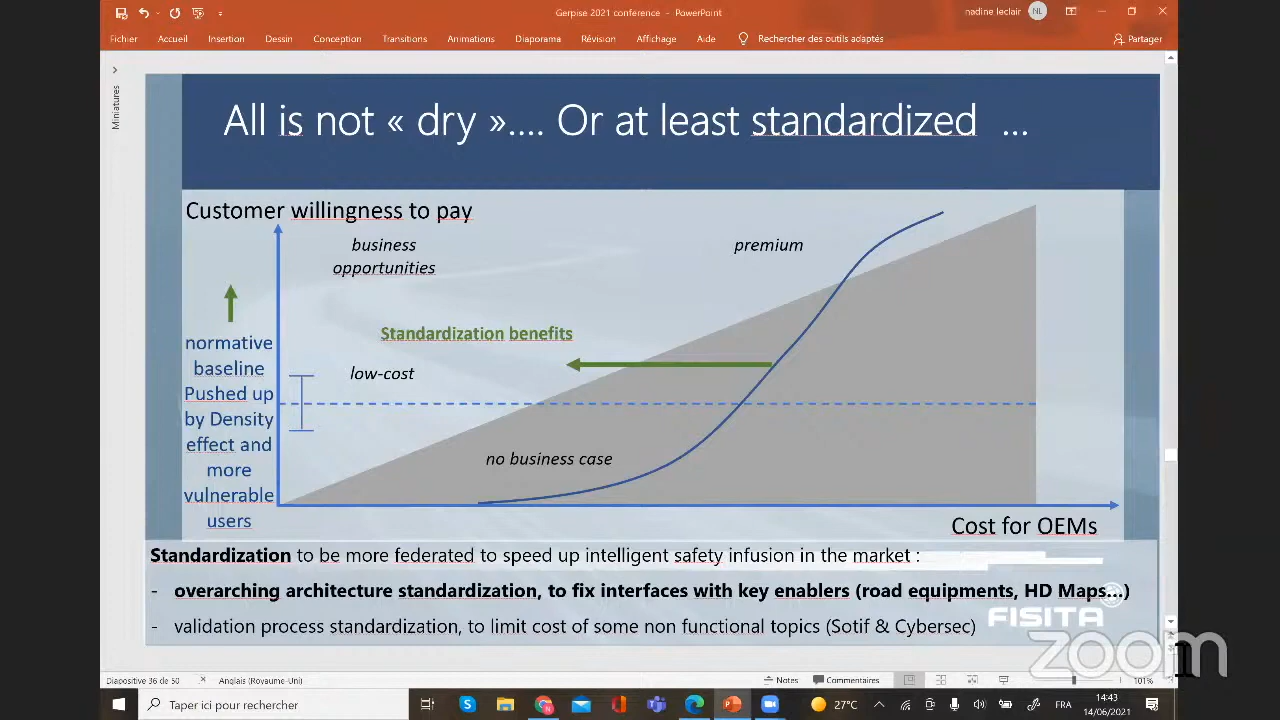 Gerpise 2021 conference - PowerPoint
nadine leclair
NL
Fichier Accueil Insertion Dessin Conception Transitions Animations Diaporama Révision Affichage Aide Rechercher des outils adaptés Partager
Miniatures
All is not « dry ».... Or at least standardized ...
Customer willingness to pay
business
opportunities
premium
Standardization benefits
low-cost
normative
baseline
Pushed up
by Density
effect and
more
vulnerable
users
no business case
Cost for OEMs
Standardization to be more federated to speed up intelligent safety infusion in the market :
- overarching architecture standardization, to fix interfaces with key enablers (road equipments, HD Maps...)
- validation process standardization, to limit cost of some non functional topics (Sotif & Cybersec)
FISITA
zoom
Diapositive 36 de 50 Anglais (Royaume-Uni) Notes Commentaires 101%
Taper ici pour rechercher
27°C
FRA
14:43
14/06/2021